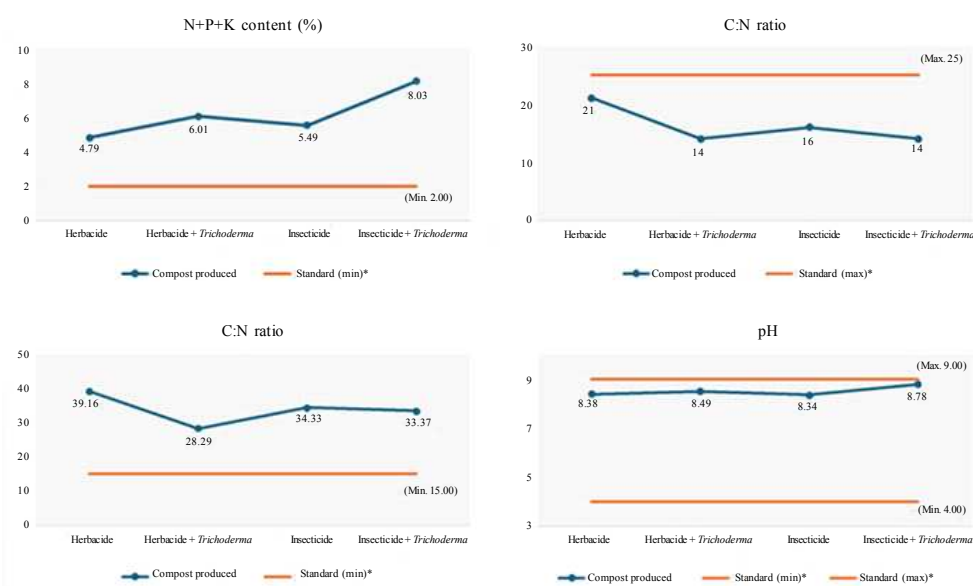 N+P+K content (%)
10
8
6
4
2
0
4.79
6.01
5.49
8.03
(Min. 2.00)
Herbacide
Herbacide + Trichoderma
Insecticide
Insecticide + Trichoderma
Compost produced
Standard (min)*
C:N ratio
30
20
10
0
(Max. 25)
21
14
16
14
Herbacide
Herbacide + Trichoderma
Insecticide
Insecticide + Trichoderma
Compost produced
Standard (max)*
C:N ratio
50
40
30
20
10
0
39.16
28.29
34.33
33.37
(Min. 15.00)
Herbacide
Herbacide + Trichoderma
Insecticide
Insecticide + Trichoderma
Compost produced
Standard (min)*
pH
9
7
5
3
(Max. 9.00)
8.38
8.49
8.34
8.78
(Min. 4.00)
Herbacide
Herbacide + Trichoderma
Insecticide
Insecticide + Trichoderma
Compost produced
Standard (min)*
Standard (max)*